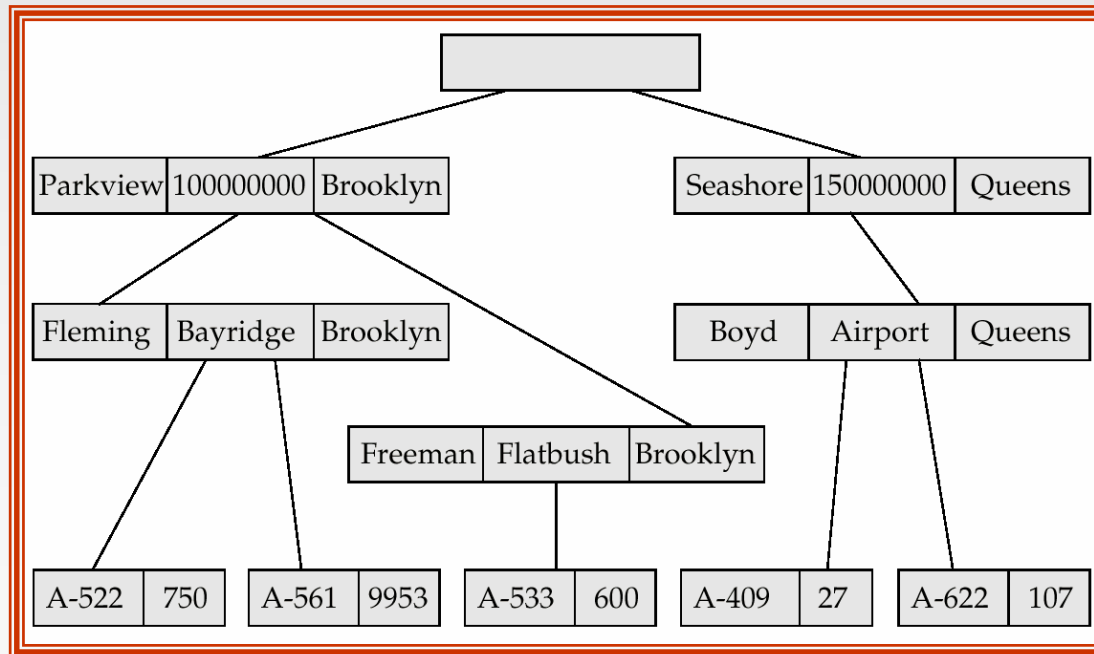 Parkview 100000000 Brooklyn Seashore 150000000 Queens
Fleming Bayridge Brooklyn Boyd Airport Queens
Freeman Flatbush Brooklyn
A-522 750 A-561 9953 A-533 600 A-409 27 A-622 107